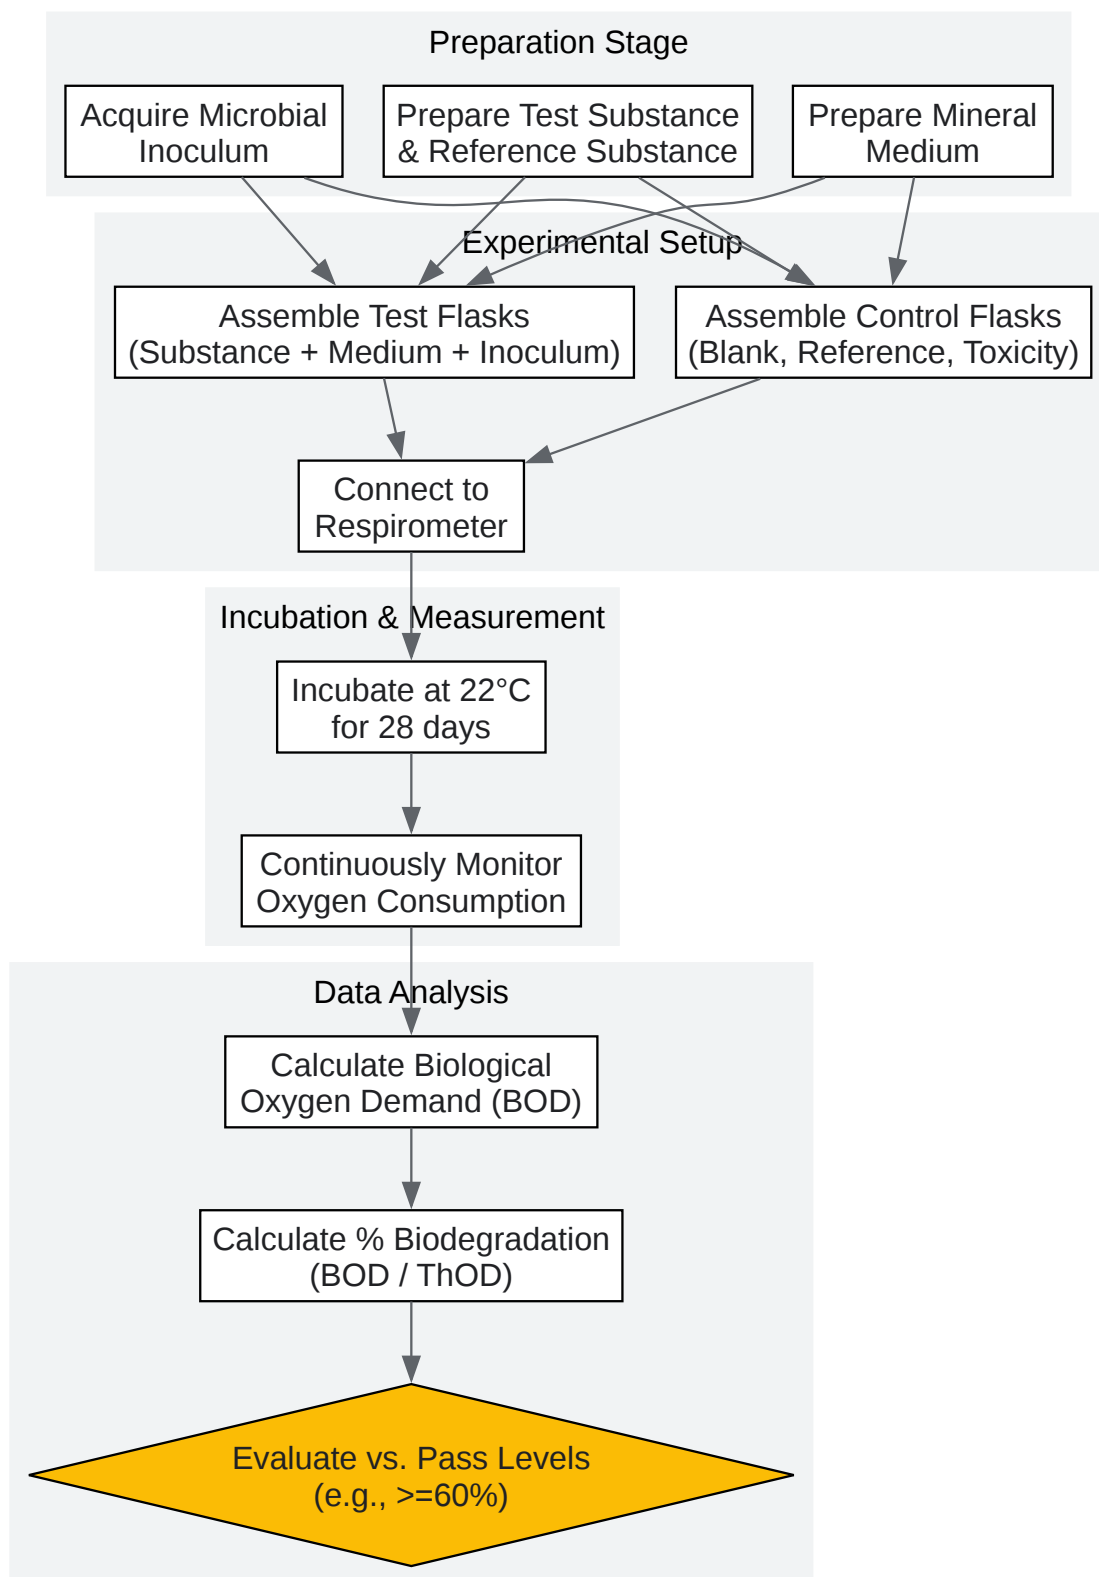 Preparation Stage
Acquire Microbial
Inoculum
Prepare Test Substance
& Reference Substance
Prepare Mineral
Medium
Experimental Setup
Assemble Test Flasks
(Substance + Medium + Inoculum)
Assemble Control Flasks
(Blank, Reference, Toxicity)
Connect to
Respirometer
Incubation & Measurement
Incubate at 22°C
for 28 days
Continuously Monitor
Oxygen Consumption
Data Analysis
Calculate Biological
Oxygen Demand (BOD)
Calculate % Biodegradation
(BOD / ThOD)
Evaluate vs. Pass Levels
(e.g., >=60%)